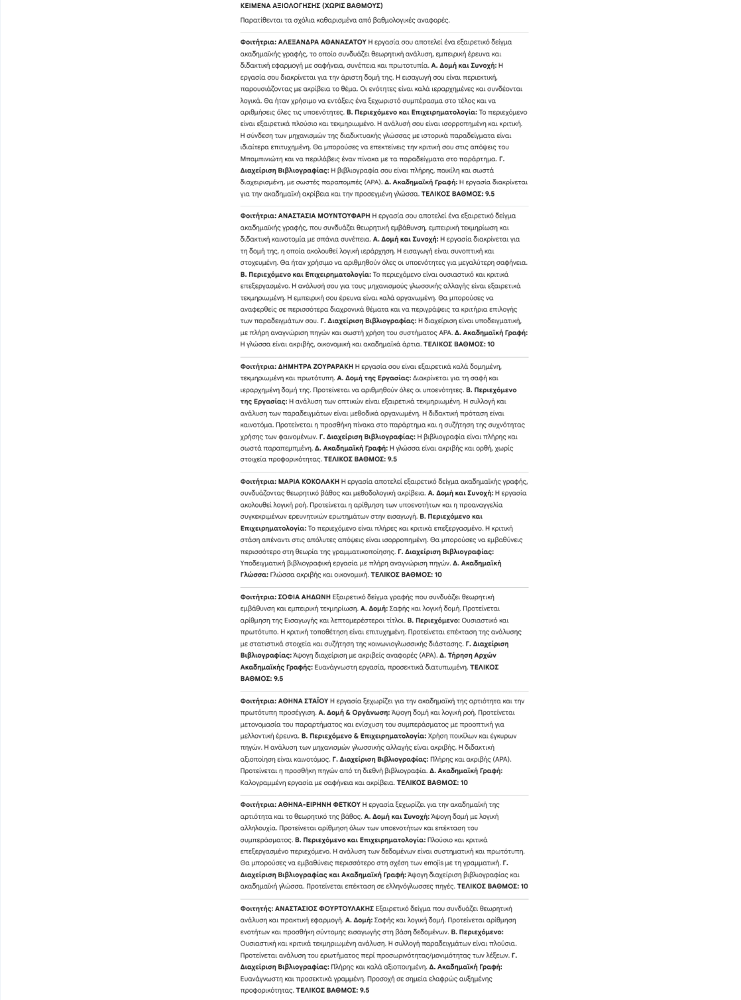 ΚΕΙΜΕΝΑ ΑΞΙΟΛΟΓΗΣΗΣ (ΧΩΡΙΣ ΒΑΘΜΟΥΣ)
Παρατίθενται τα σχόλια καθαρισμένα από βαθμολογικές αναφορές.
Φοιτήτρια: ΑΛΕΞΑΝΔΡΑ ΑΘΑΝΑΣΑΤΟΥ Η εργασία σου αποτελεί ένα εξαιρετικό δείγμα
ακαδημαϊκής γραφής, το οποίο συνδυάζει θεωρητική ανάλυση, εμπειρική έρευνα και
διδακτική εφαρμογή με σαφήνεια, συνέπεια και πρωτοτυπία. Α. Δομή και Συνοχή: Η
εργασία σου διακρίνεται για την άριστη δομή της. Η εισαγωγή σου είναι περιεκτική,
παρουσιάζοντας με ακρίβεια το θέμα. Οι ενότητες είναι καλά ιεραρχημένες και συνδέονται
λογικά. Θα ήταν χρήσιμο να εντάξεις ένα ξεχωριστό συμπέρασμα στο τέλος και να
αριθμήσεις όλες τις υποενότητες. Β. Περιεχόμενο και Επιχειρηματολογία: Το περιεχόμενο
είναι εξαιρετικά πλούσιο και τεκμηριωμένο. Η ανάλυσή σου είναι ισορροπημένη και κριτική.
Η σύνδεση των μηχανισμών της διαδικτυακής γλώσσας με ιστορικά παραδείγματα είναι
ιδιαίτερα επιτυχημένη. Θα μπορούσες να επεκτείνεις την κριτική σου στις απόψεις του
Μπαμπινιώτη και να περιλάβεις έναν πίνακα με τα παραδείγματα στο παράρτημα. Γ.
Διαχείριση Βιβλιογραφίας: Η βιβλιογραφία σου είναι πλήρης, ποικίλη και σωστά
διαχειρισμένη, με σωστές παραπομπές (APA). Δ. Ακαδημαϊκή Γραφή: Η εργασία διακρίνεται
για την ακαδημαϊκή ακρίβεια και την προσεγμένη γλώσσα. ΤΕΛΙΚΟΣ ΒΑΘΜΟΣ: 9.5
Φοιτήτρια: ΑΝΑΣΤΑΣΙΑ ΜΟΥΝΤΟΥΦΑΡΗ Η εργασία σου αποτελεί ένα εξαιρετικό δείγμα
ακαδημαϊκής γραφής, που συνδυάζει θεωρητική εμβάθυνση, εμπειρική τεκμηρίωση και
διδακτική καινοτομία με σπάνια συνέπεια. Α. Δομή και Συνοχή: Η εργασία διακρίνεται για
τη δομή της, η οποία ακολουθεί λογική ιεράρχηση. Η εισαγωγή είναι συνοπτική και
στοχευμένη. Θα ήταν χρήσιμο να αριθμηθούν όλες οι υποενότητες για μεγαλύτερη σαφήνεια.
Β. Περιεχόμενο και Επιχειρηματολογία: Το περιεχόμενο είναι ουσιαστικό και κριτικά
επεξεργασμένο. Η ανάλυσή σου για τους μηχανισμούς γλωσσικής αλλαγής είναι εξαιρετικά
τεκμηριωμένη. Η εμπειρική σου έρευνα είναι καλά οργανωμένη. Θα μπορούσες να
αναφερθείς σε περισσότερα διαχρονικά θέματα και να περιγράψεις τα κριτήρια επιλογής
των παραδειγμάτων σου. Γ. Διαχείριση Βιβλιογραφίας: Η διαχείριση είναι υποδειγματική,
με πλήρη αναγνώριση πηγών και σωστή χρήση του συστήματος APA. Δ. Ακαδημαϊκή Γραφή:
Η γλώσσα είναι ακριβής, οικονομική και ακαδημαϊκά άρτια. ΤΕΛΙΚΟΣ ΒΑΘΜΟΣ: 10
Φοιτήτρια: ΔΗΜΗΤΡΑ ΖΟΥΡΑΡΑΚΗ Η εργασία σου είναι εξαιρετικά καλά δομημένη,
τεκμηριωμένη και πρωτότυπη. Α. Δομή της Εργασίας: Διακρίνεται για τη σαφή και
ιεραρχημένη δομή της. Προτείνεται να αριθμηθούν όλες οι υποενότητες. Β. Περιεχόμενο
της Εργασίας: Η ανάλυση των οπτικών είναι εξαιρετικά τεκμηριωμένη. Η συλλογή και
ανάλυση των παραδειγμάτων είναι μεθοδικά οργανωμένη. Η διδακτική πρόταση είναι
καινοτόμα. Προτείνεται η προσθήκη πίνακα στο παράρτημα και η συζήτηση της συχνότητας
χρήσης των φαινομένων. Γ. Διαχείριση Βιβλιογραφίας: Η βιβλιογραφία είναι πλήρης και
σωστά παραπεμπμένη. Δ. Ακαδημαϊκή Γραφή: Η γλώσσα είναι ακριβής και ορθή, χωρίς
στοιχεία προφορικότητας. ΤΕΛΙΚΟΣ ΒΑΘΜΟΣ: 9.5
Φοιτήτρια: ΜΑΡΙΑ ΚΟΚΟΛΑΚΗ Η εργασία αποτελεί εξαιρετικό δείγμα ακαδημαϊκής γραφής,
συνδυάζοντας θεωρητικό βάθος και μεθοδολογική ακρίβεια. Α. Δομή και Συνοχή: Η εργασία
ακολουθεί λογική ροή. Προτείνεται η αρίθμηση των υποενοτήτων και η προαναγγελία
συγκεκριμένων ερευνητικών ερωτημάτων στην εισαγωγή. Β. Περιεχόμενο και
Επιχειρηματολογία: Το περιεχόμενο είναι πλήρες και κριτικά επεξεργασμένο. Η κριτική
στάση απέναντι στις απόλυτες απόψεις είναι ισορροπημένη. Θα μπορούσες να εμβαθύνεις
περισσότερο στη θεωρία της γραμματικοποίησης. Γ. Διαχείριση Βιβλιογραφίας:
Υποδειγματική βιβλιογραφική εργασία με πλήρη αναγνώριση πηγών. Δ. Ακαδημαϊκή
Γλώσσα: Γλώσσα ακριβής και οικονομική. ΤΕΛΙΚΟΣ ΒΑΘΜΟΣ: 10
Φοιτήτρια: ΣΟΦΙΑ ΑΗΔΩΝΗ Εξαιρετικό δείγμα γραφής που συνδυάζει θεωρητική
εμβάθυνση και εμπειρική τεκμηρίωση. Α. Δομή: Σαφής και λογική δομή. Προτείνεται
αρίθμηση της Εισαγωγής και λεπτομερέστεροι τίτλοι. Β. Περιεχόμενο: Ουσιαστικό και
πρωτότυπο. Η κριτική τοποθέτηση είναι επιτυχημένη. Προτείνεται επέκταση της ανάλυσης
με στατιστικά στοιχεία και συζήτηση της κοινωνιογλωσσικής διάστασης. Γ. Διαχείριση
Βιβλιογραφίας: Άψογη διαχείριση με ακριβείς αναφορές (APA). Δ. Τήρηση Αρχών
Ακαδημαϊκής Γραφής: Ευανάγνωστη εργασία, προσεκτικά διατυπωμένη. ΤΕΛΙΚΟΣ
ΒΑΘΜΟΣ: 9.5
Φοιτήτρια: ΑΘΗΝΑ ΣΤΑΪΟΥ Η εργασία ξεχωρίζει για την ακαδημαϊκή της αρτιότητα και την
πρωτότυπη προσέγγιση. Α. Δομή & Οργάνωση: Άψογη δομή και λογική ροή. Προτείνεται
μετονομασία του παραρτήματος και ενίσχυση του συμπεράσματος με προοπτική για
μελλοντική έρευνα. Β. Περιεχόμενο & Επιχειρηματολογία: Χρήση ποικίλων και έγκυρων
πηγών. Η ανάλυση των μηχανισμών γλωσσικής αλλαγής είναι ακριβής. Η διδακτική
αξιοποίηση είναι καινοτόμος. Γ. Διαχείριση Βιβλιογραφίας: Πλήρης και ακριβής (APA).
Προτείνεται η προσθήκη πηγών από τη διεθνή βιβλιογραφία. Δ. Ακαδημαϊκή Γραφή:
Καλογραμμένη εργασία με σαφήνεια και ακρίβεια. ΤΕΛΙΚΟΣ ΒΑΘΜΟΣ: 10
Φοιτήτρια: ΑΘΗΝΑ-ΕΙΡΗΝΗ ΦΕΤΚΟΥ Η εργασία ξεχωρίζει για την ακαδημαϊκή της
αρτιότητα και το θεωρητικό της βάθος. Α. Δομή και Συνοχή: Άψογη δομή με λογική
αλληλουχία. Προτείνεται αρίθμηση όλων των υποενοτήτων και επέκταση του
συμπεράσματος. Β. Περιεχόμενο και Επιχειρηματολογία: Πλούσιο και κριτικά
επεξεργασμένο περιεχόμενο. Η ανάλυση των δεδομένων είναι συστηματική και πρωτότυπη.
Θα μπορούσες να εμβαθύνεις περισσότερο στη σχέση των emojis με τη γραμματική. Γ.
Διαχείριση Βιβλιογραφίας και Ακαδημαϊκή Γραφή: Άψογη διαχείριση βιβλιογραφίας και
ακαδημαϊκή γλώσσα. Προτείνεται επέκταση σε ελληνόγλωσσες πηγές. ΤΕΛΙΚΟΣ ΒΑΘΜΟΣ: 10
Φοιτητής: ΑΝΑΣΤΑΣΙΟΣ ΦΟΥΡΤΟΥΛΑΚΗΣ Εξαιρετικό δείγμα που συνδυάζει θεωρητική
ανάλυση και πρακτική εφαρμογή. Α. Δομή: Σαφής και λογική δομή. Προτείνεται αρίθμηση
ενοτήτων και προσθήκη σύντομης εισαγωγής στη βάση δεδομένων. Β. Περιεχόμενο:
Ουσιαστική και κριτικά τεκμηριωμένη ανάλυση. Η συλλογή παραδειγμάτων είναι πλούσια.
Προτείνεται ανάλυση του ερωτήματος περί προσωρινότητας/μονιμότητας των λέξεων. Γ.
Διαχείριση Βιβλιογραφίας: Πλήρης και καλά αξιοποιημένη. Δ. Ακαδημαϊκή Γραφή:
Ευανάγνωστη και προσεκτικά γραμμένη. Προσοχή σε σημεία ελαφρώς αυξημένης
προφορικότητας. ΤΕΛΙΚΟΣ ΒΑΘΜΟΣ: 9.5